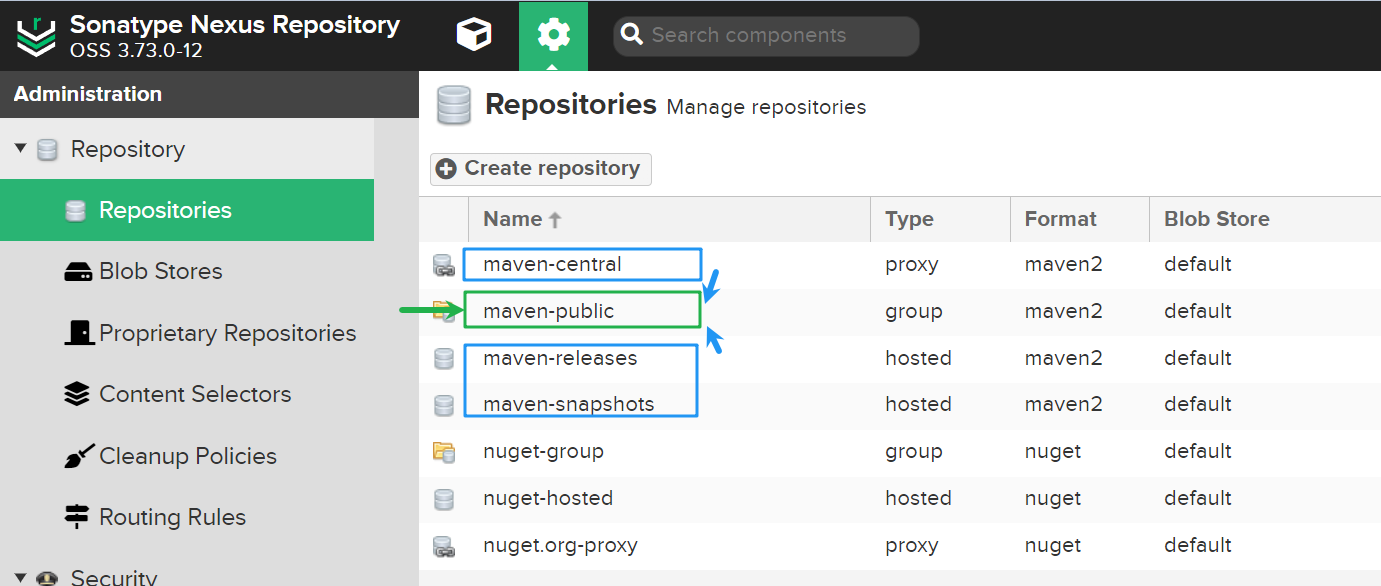 Sonatype Nexus Repository
OSS 3.73.0-12
Search components
Administration
Repository
Repositories
Blob Stores
Proprietary Repositories
Content Selectors
Cleanup Policies
Routing Rules
Security
Repositories Manage repositories
Create repository
Name Type Format Blob Store
maven-central proxy maven2 default
maven-public group maven2 default
maven-releases hosted maven2 default
maven-snapshots hosted maven2 default
nuget-group group nuget default
nuget-hosted hosted nuget default
nuget.org-proxy proxy nuget default